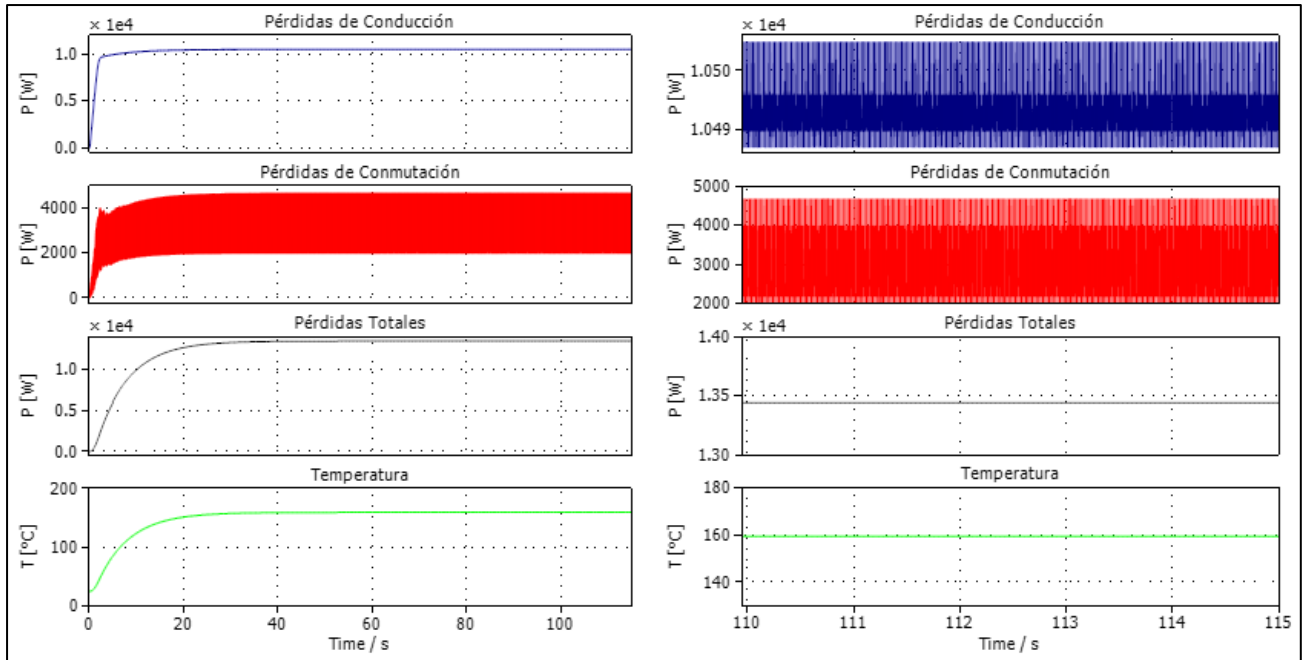 Pérdidas de Conducción
× 1e4
P [W]
1.0
0.5
0.0
Pérdidas de Conmutación
P [W]
4000
2000
0
Pérdidas Totales
× 1e4
P [W]
1.0
0.5
0.0
Temperatura
T [ºC]
200
100
0
0 20 40 60 80 100
Time / s
Pérdidas de Conducción
× 1e4
P [W]
1.050
1.049
Pérdidas de Conmutación
P [W]
5000
4000
3000
2000
Pérdidas Totales
× 1e4
P [W]
1.40
1.35
1.30
Temperatura
T [ºC]
180
160
140
110 111 112 113 114 115
Time / s